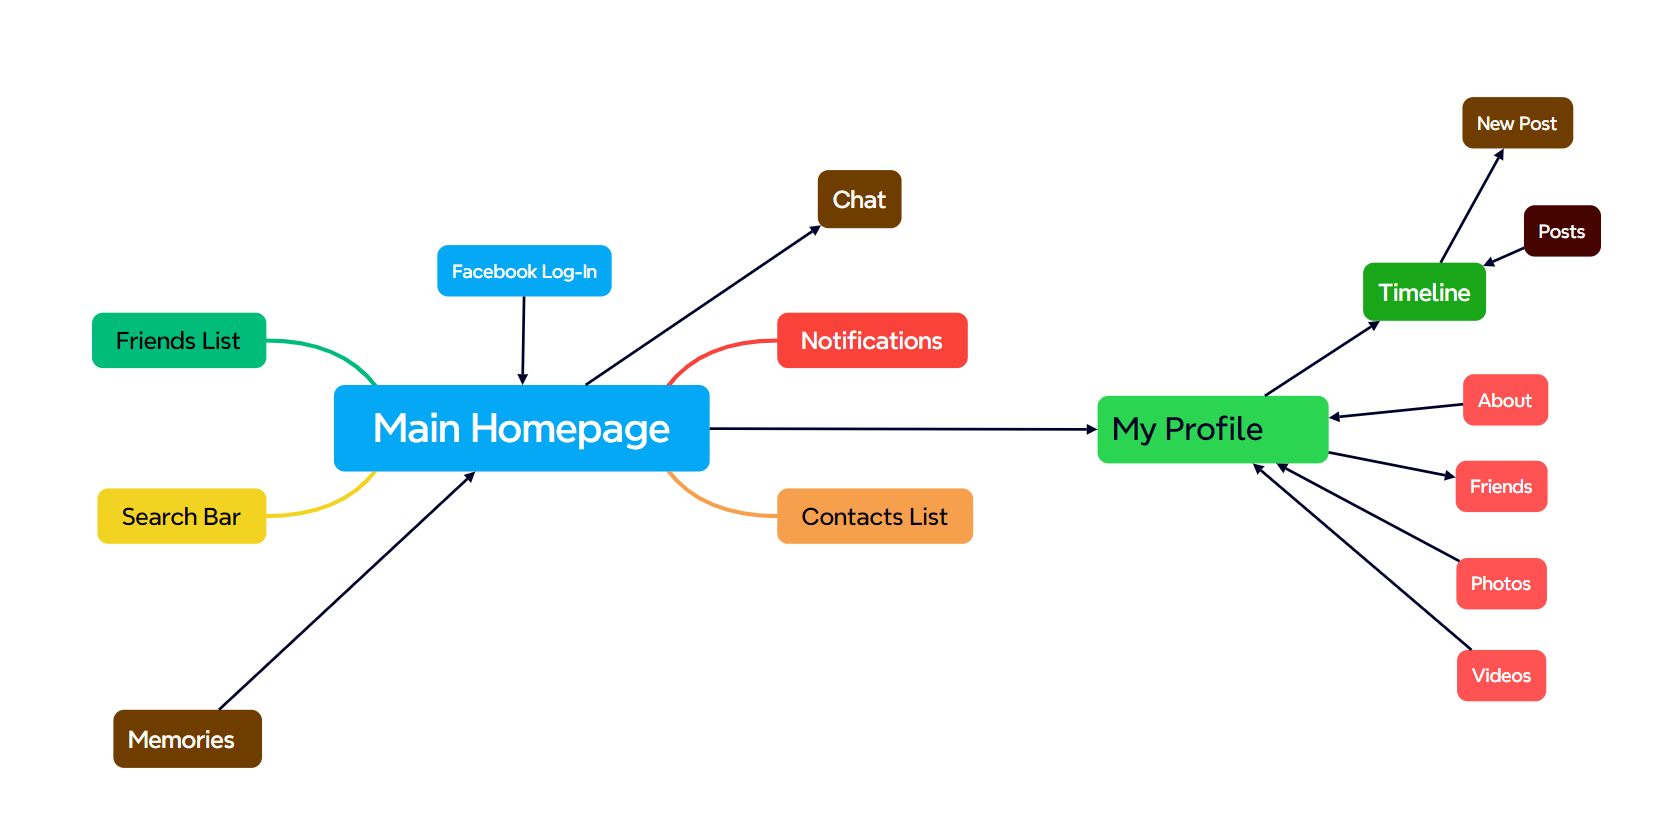 New Post
Chat
Posts
Facebook Log-In
Timeline
Friends List
Notifications
About
Main Homepage
My Profile
Friends
Search Bar
Contacts List
Photos
Videos
Memories